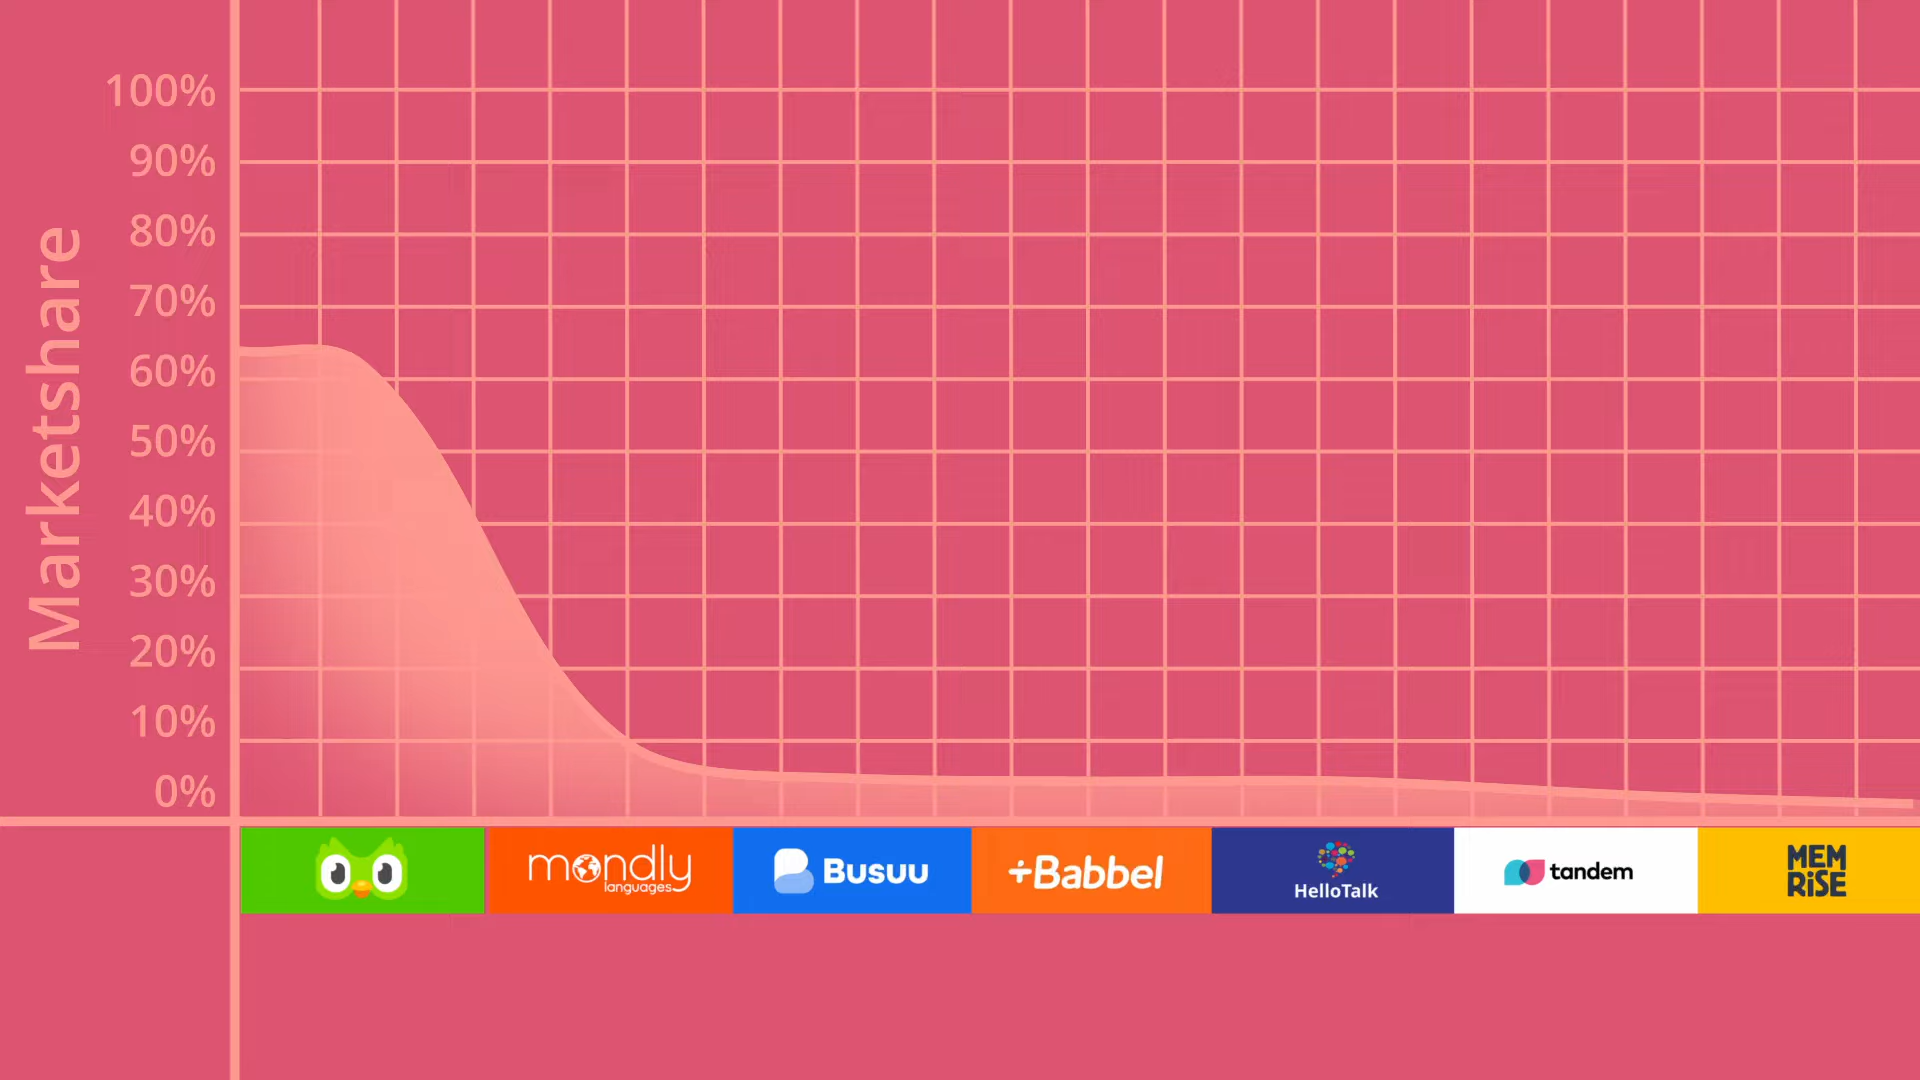 Marketshare
100%
90%
80%
70%
60%
50%
40%
30%
20%
10%
0%
mondly
languages
Busuu
+Babbel
HelloTalk
tandem
MEM
RiSE